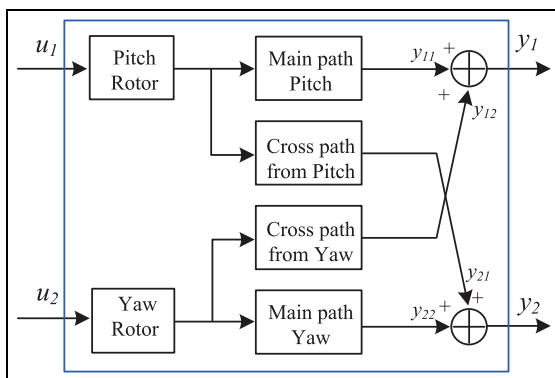 u1
Pitch
Rotor
Main path
Pitch
y11
+
+
y1
y12
Cross path
from Pitch
Cross path
from Yaw
u2
Yaw
Rotor
Main path
Yaw
y21
y22
+
+
y2